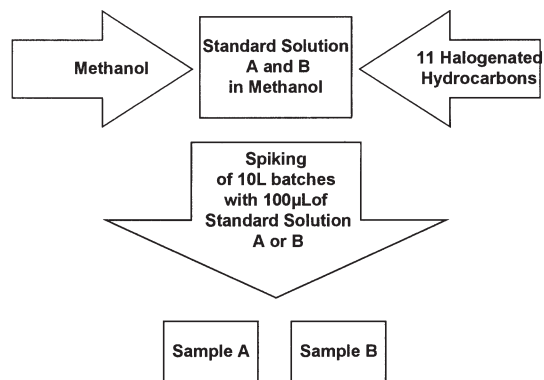 Methanol
Standard Solution
A and B
in Methanol
11 Halogenated
Hydrocarbons
Spiking
of 10L batches
with 100µLof
Standard Solution
A or B
Sample A
Sample B